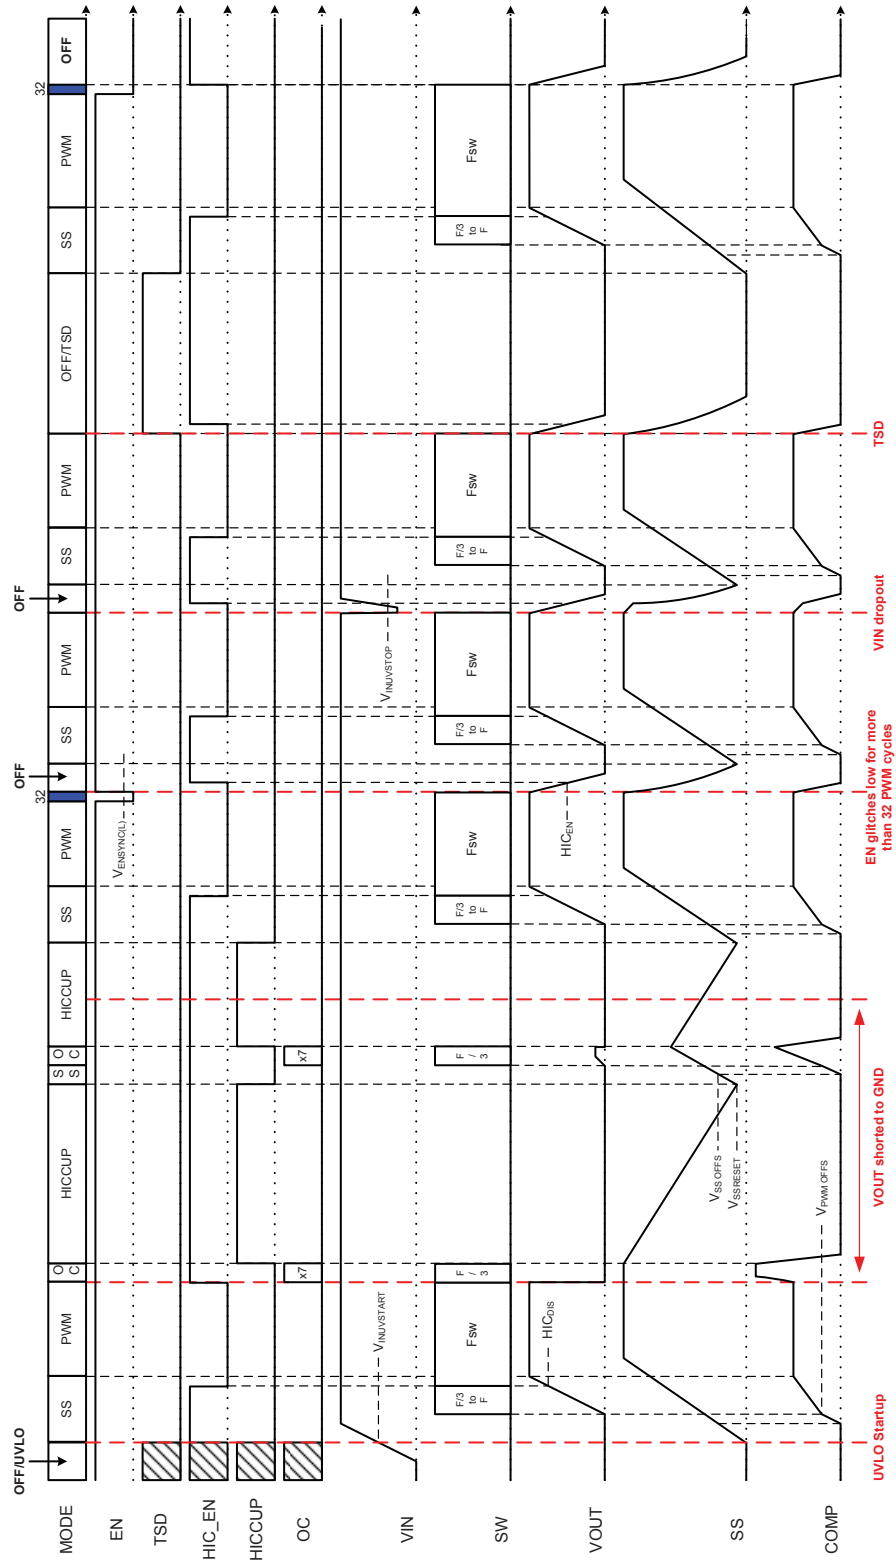 OFF/UVLO
OFF
OFF
32
32
MODE
SS
PWM
O
C
HICCUP
S
S
O
C
HICCUP
SS
PWM
SS
PWM
SS
PWM
OFF/TSD
SS
PWM
OFF
EN
VENSYNC(L)
TSD
HIC_EN
HICCUP
OC
x7
x7
VIN
VINUVSTART
VINUVSTOP
SW
F/3
to
F
Fsw
F
/
3
F
/
3
F/3
to
F
Fsw
F/3
to
F
Fsw
F/3
to
F
Fsw
F/3
to
F
Fsw
VOUT
HICDIS
HICEN
SS
VSS OFFS
VSSRESET
COMP
VPWM OFFS
UVLO Startup
VOUT shorted to GND
EN glitches low for more
than 32 PWM cycles
VIN dropout
TSD